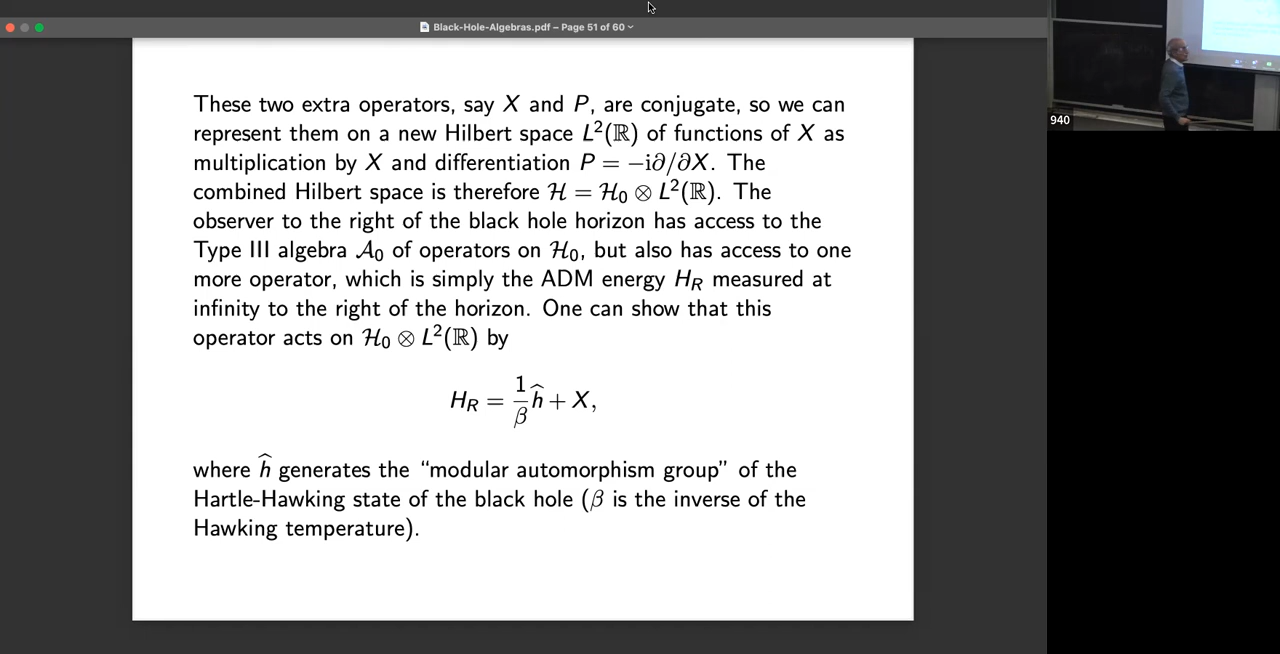 Black-Hole-Algebras.pdf – Page 51 of 60
These two extra operators, say X and P, are conjugate, so we can
represent them on a new Hilbert space L²(ℝ) of functions of X as
multiplication by X and differentiation P = −i∂/∂X. The
combined Hilbert space is therefore ℋ = ℋ₀ ⊗ L²(ℝ). The
observer to the right of the black hole horizon has access to the
Type III algebra 𝒜₀ of operators on ℋ₀, but also has access to one
more operator, which is simply the ADM energy H_R measured at
infinity to the right of the horizon. One can show that this
operator acts on ℋ₀ ⊗ L²(ℝ) by
H_R = 1/β ĥ + X,
where ĥ generates the “modular automorphism group” of the
Hartle-Hawking state of the black hole (β is the inverse of the
Hawking temperature).
940